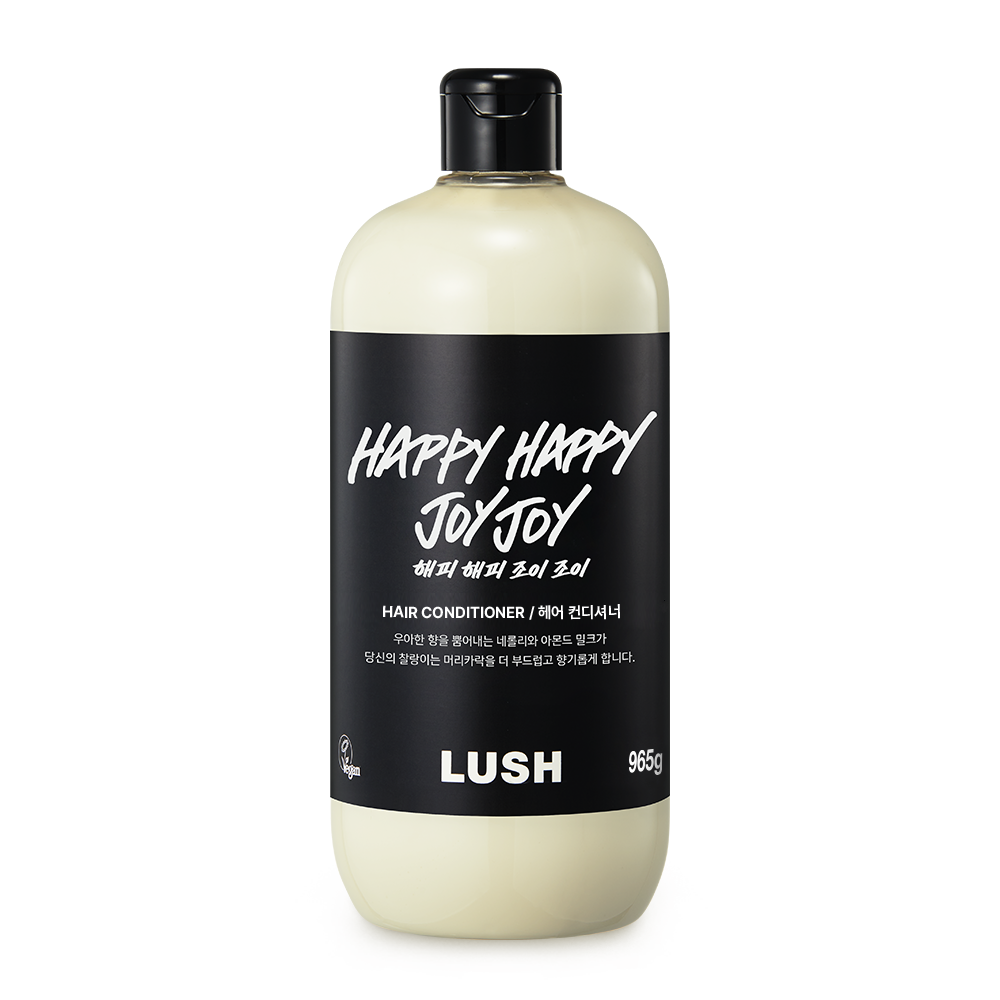 HAPPY HAPPY
JOY JOY
해피 해피 조이 조이
HAIR CONDITIONER / 헤어 컨디셔너
우아한 향을 뿜어내는 네롤리와 아몬드 밀크가
당신의 찰랑이는 머리카락을 더 부드럽고 향기롭게 합니다.
Vegan
LUSH
965g